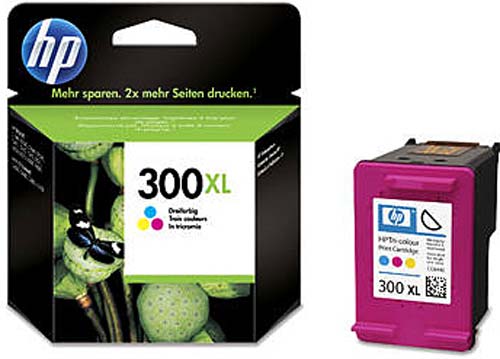 hp
Mehr sparen. 2x mehr Seiten drucken.¹
300XL
Dreifarbig
Trois couleurs
In tricromia
hp
HP Tri-colour
Print Cartridge
300 XL